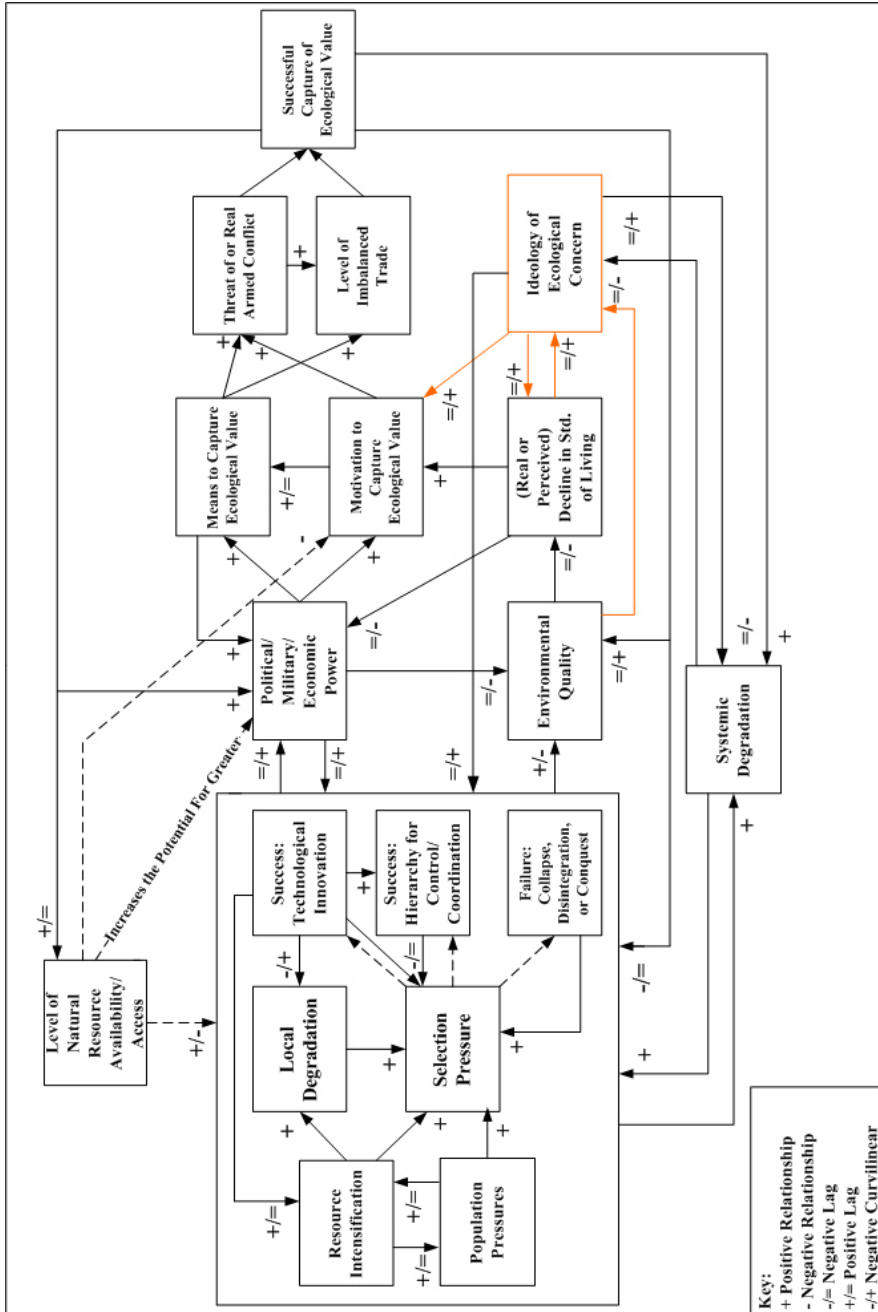 Level of
Natural
Resource
Availability/
Access
+/=
Increases the Potential For Greater
+/-
-
Resource
Intensification
Population
Pressures
+/=
+/=
+/=
+
+
+
Local
Degradation
Selection
Pressure
+
-/+
-/=
+
Success:
Technological
Innovation
+
Success:
Hierarchy for
Control/
Coordination
Failure:
Collapse,
Disintegration,
or Conquest
=/+
=/+
+/-
=/+
-/=
+
+
Political/
Military/
Economic
Power
+
+
+
+
=/-
=/-
Environmental
Quality
=/+
=/-
Systemic
Degradation
=/-
+
Means to Capture
Ecological Value
+/=
Motivation to
Capture
Ecological Value
+
(Real or
Perceived)
Decline in Std.
of Living
+
+
+
=/+
=/+
=/+
=/-
=/+
=/+
Threat of or Real
Armed Conflict
+
Level of
Imbalanced
Trade
Ideology of
Ecological
Concern
Successful
Capture of
Ecological Value
Key:
+ Positive Relationship
- Negative Relationship
-/= Negative Lag
+/= Positive Lag
-/+ Negative Curvilinear